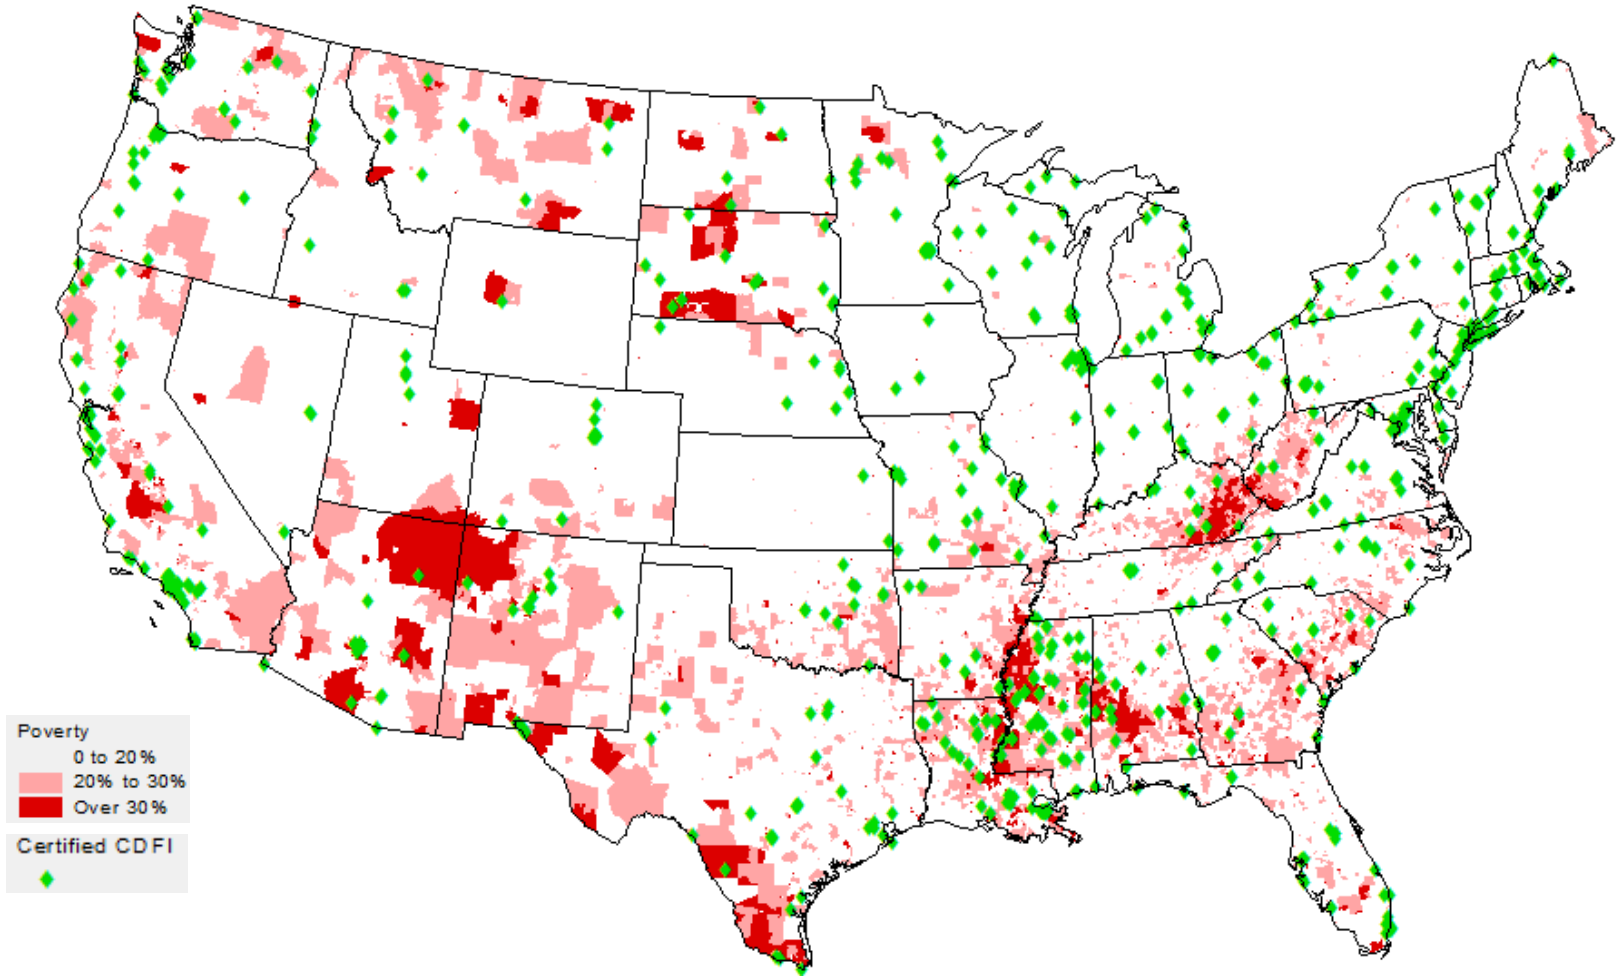 Poverty
0 to 20%
20% to 30%
Over 30%
Certified CDFI